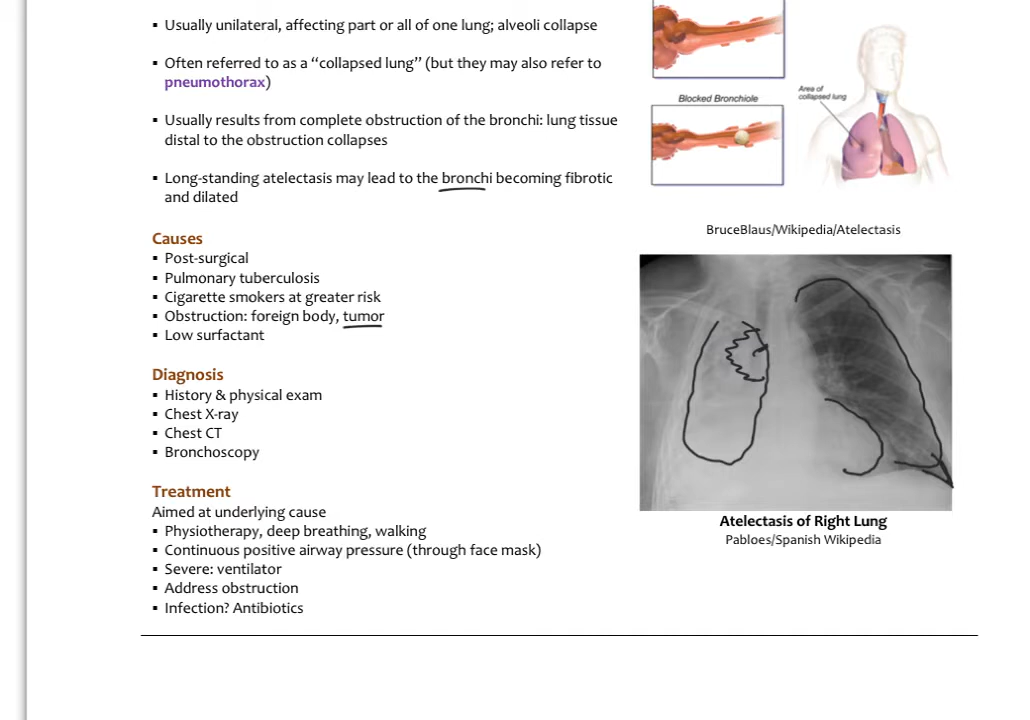 ▪ Usually unilateral, affecting part or all of one lung; alveoli collapse
▪ Often referred to as a “collapsed lung” (but they may also refer to
pneumothorax)
▪ Usually results from complete obstruction of the bronchi: lung tissue
distal to the obstruction collapses
▪ Long-standing atelectasis may lead to the bronchi becoming fibrotic
and dilated
Causes
▪ Post-surgical
▪ Pulmonary tuberculosis
▪ Cigarette smokers at greater risk
▪ Obstruction: foreign body, tumor
▪ Low surfactant
Diagnosis
▪ History & physical exam
▪ Chest X-ray
▪ Chest CT
▪ Bronchoscopy
Treatment
Aimed at underlying cause
▪ Physiotherapy, deep breathing, walking
▪ Continuous positive airway pressure (through face mask)
▪ Severe: ventilator
▪ Address obstruction
▪ Infection? Antibiotics
Blocked Bronchiole
Area of
collapsed lung
BruceBlaus/Wikipedia/Atelectasis
Atelectasis of Right Lung
Pabloes/Spanish Wikipedia